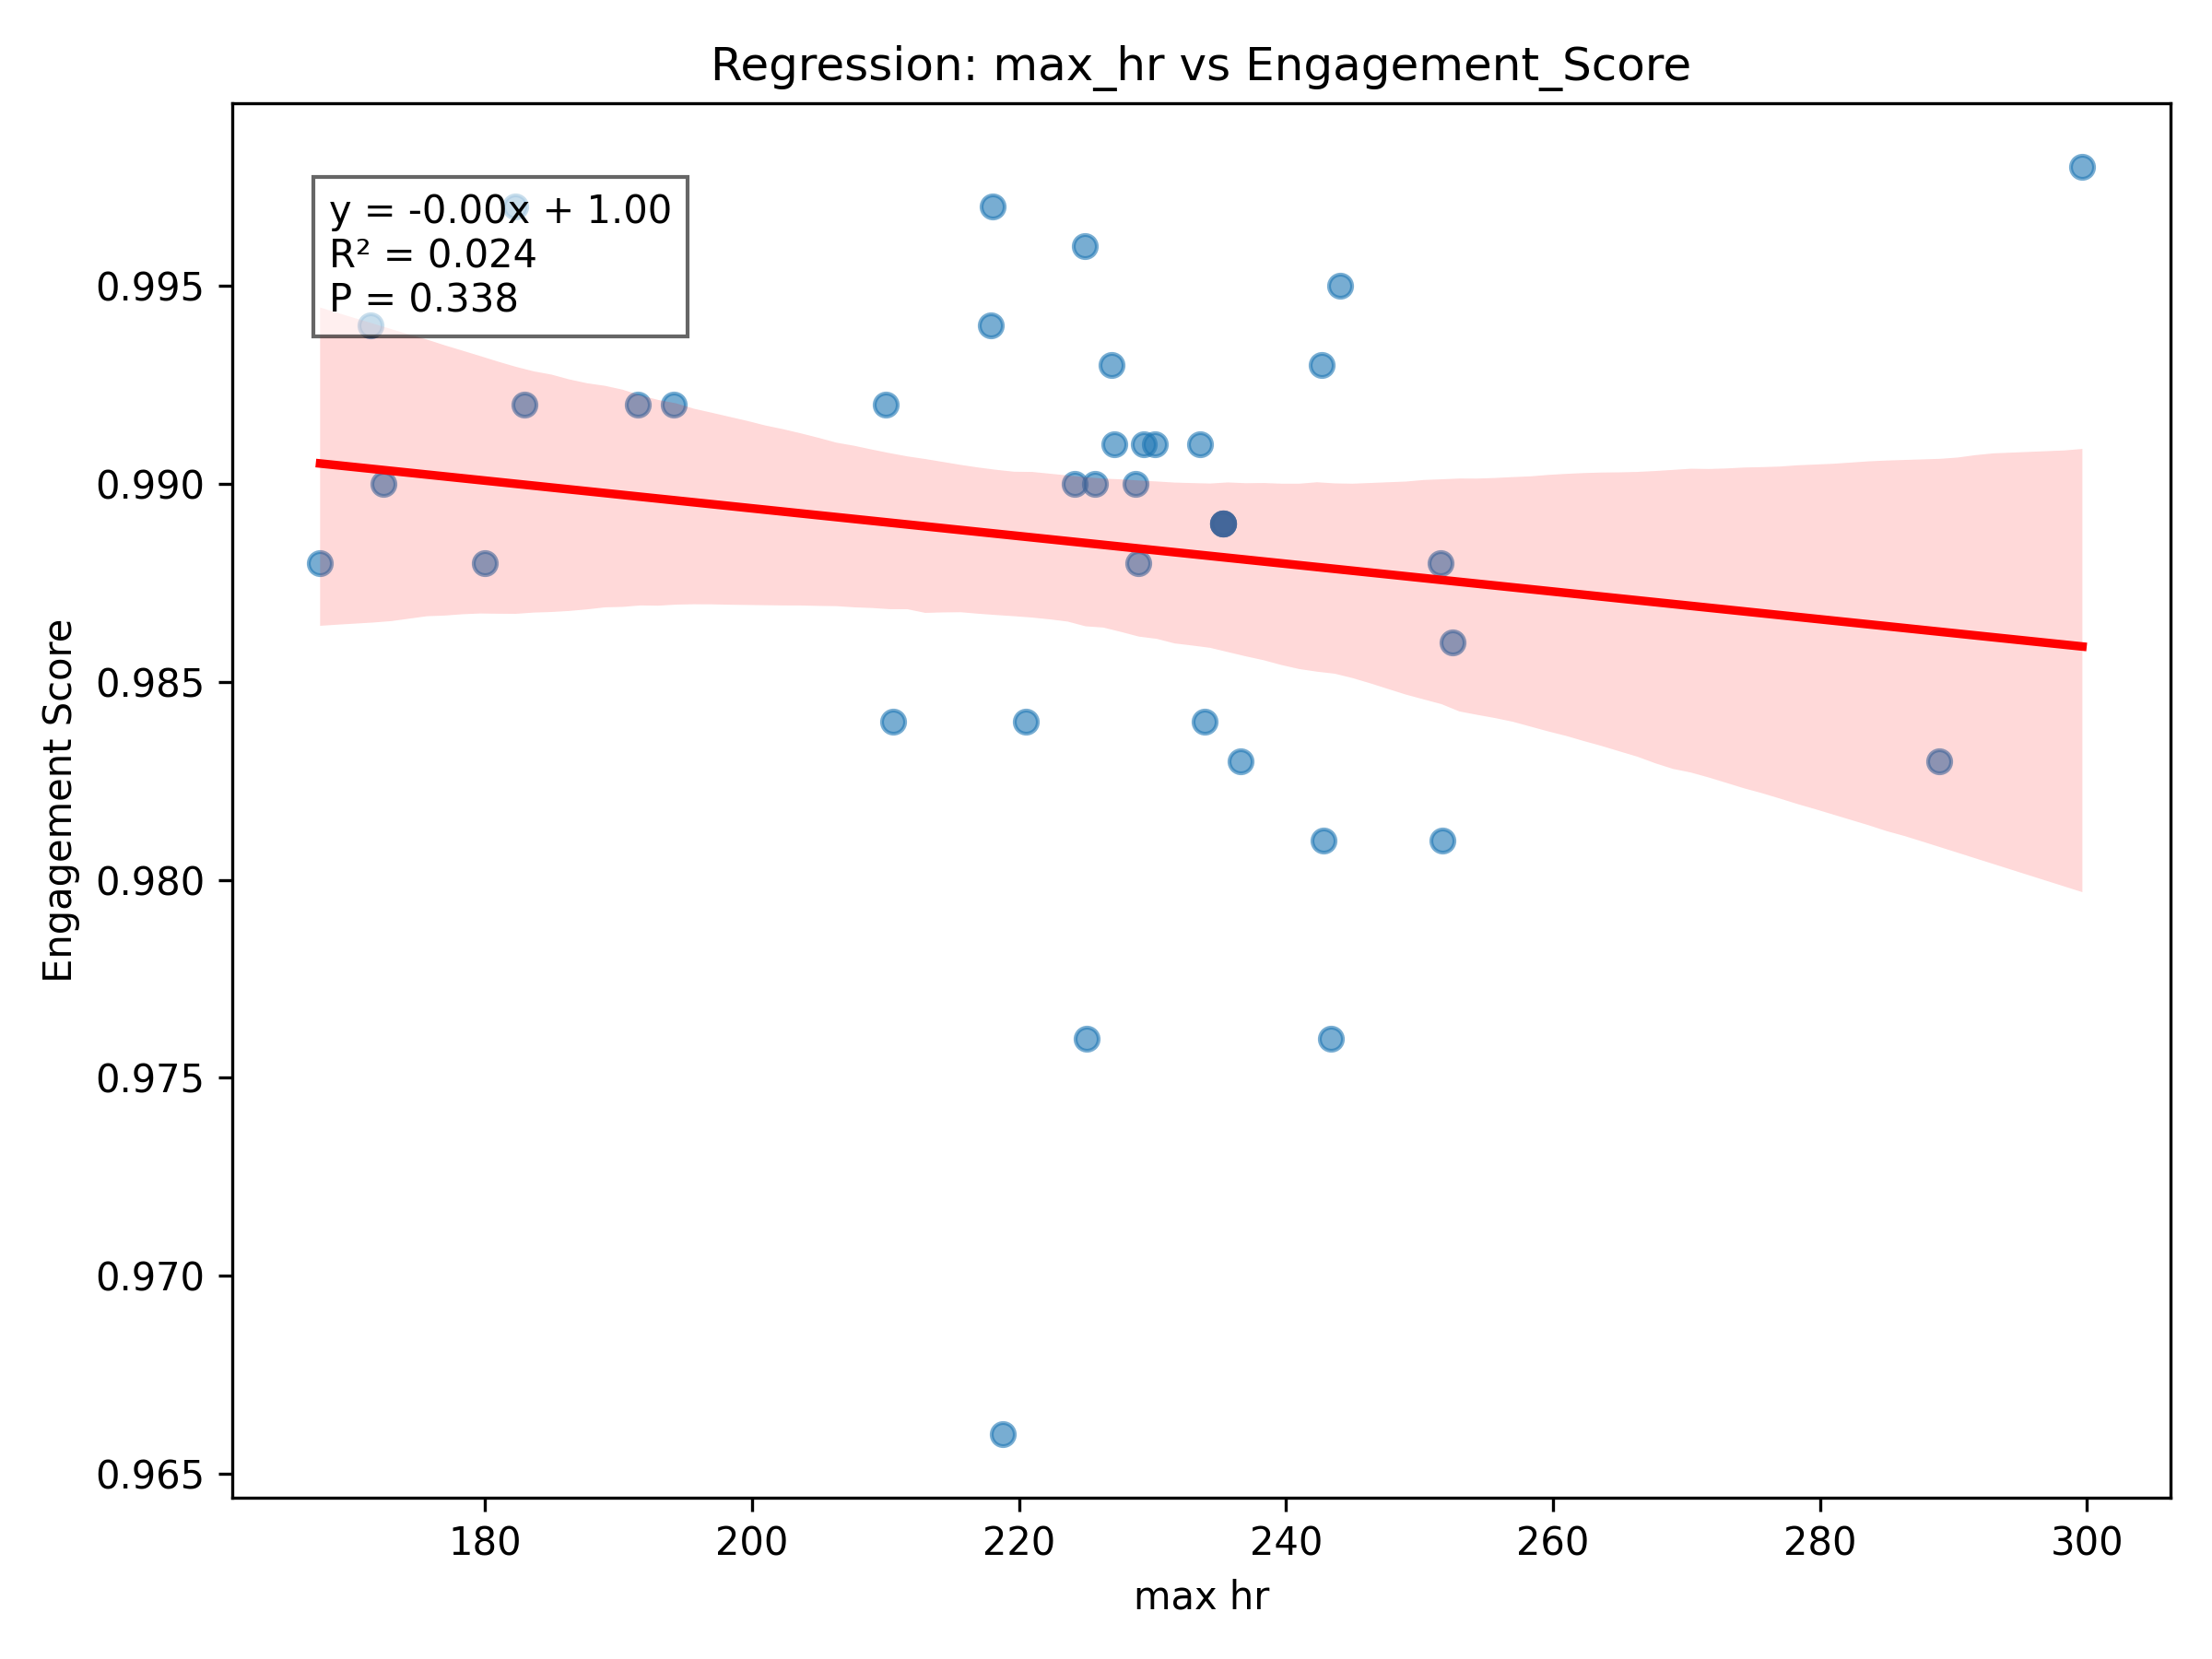 Regression: max_hr vs Engagement_Score
y = -0.00x + 1.00
R² = 0.024
P = 0.338
Engagement Score
0.995
0.990
0.985
0.980
0.975
0.970
0.965
180 200 220 240 260 280 300
max hr